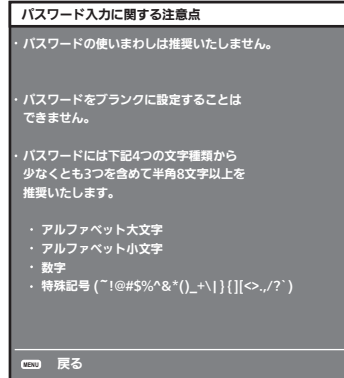 パスワード入力に関する注意点
・ パスワードの使いまわしは推奨いたしません。
・ パスワードをブランクに設定することは
できません。
・ パスワードには下記4つの文字種類から
少なくとも3つを含めて半角8文字以上を
推奨いたします。
・ アルファベット大文字
・ アルファベット小文字
・ 数字
・ 特殊記号 (~!@#$%^&*()_+\|}{][<>.,/?`)
MENU 戻る